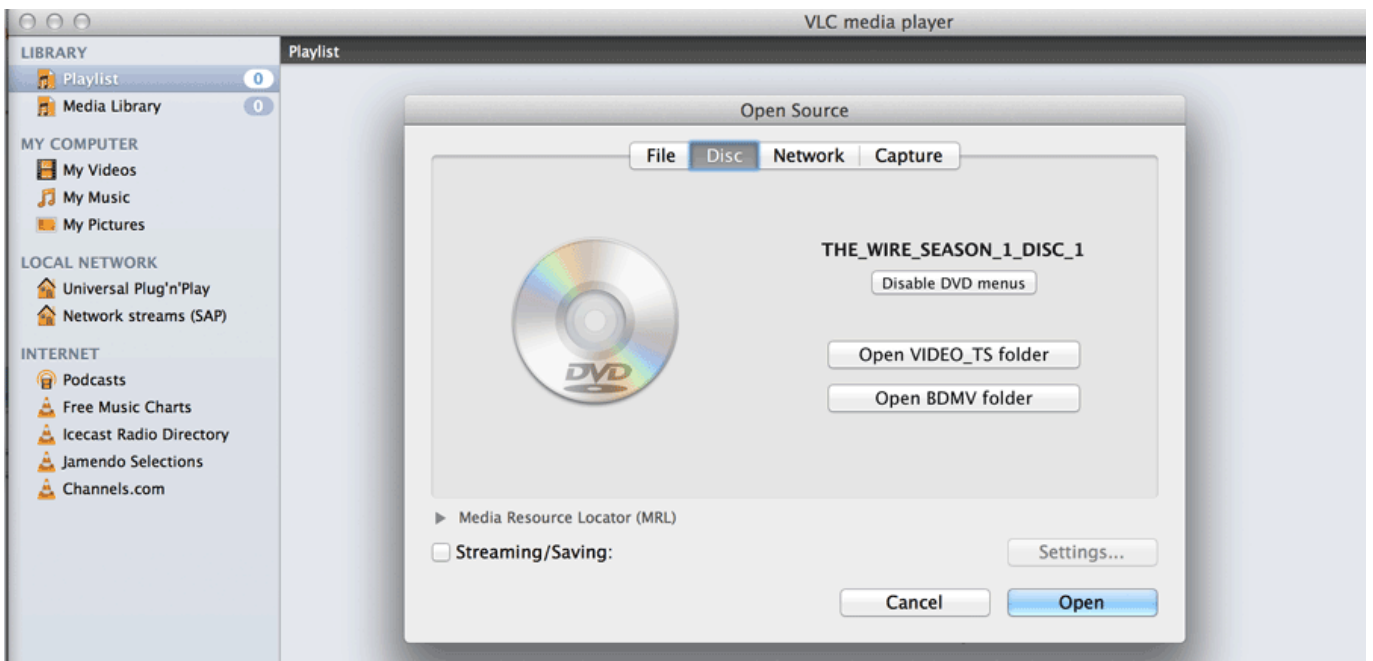 VLC media player
LIBRARY
Playlist 0
Media Library 0
MY COMPUTER
My Videos
My Music
My Pictures
LOCAL NETWORK
Universal Plug'n'Play
Network streams (SAP)
INTERNET
Podcasts
Free Music Charts
Icecast Radio Directory
Jamendo Selections
Channels.com
Playlist
Open Source
File Disc Network Capture
DVD
THE_WIRE_SEASON_1_DISC_1
Disable DVD menus
Open VIDEO_TS folder
Open BDMV folder
Media Resource Locator (MRL)
Streaming/Saving: Settings...
Cancel Open